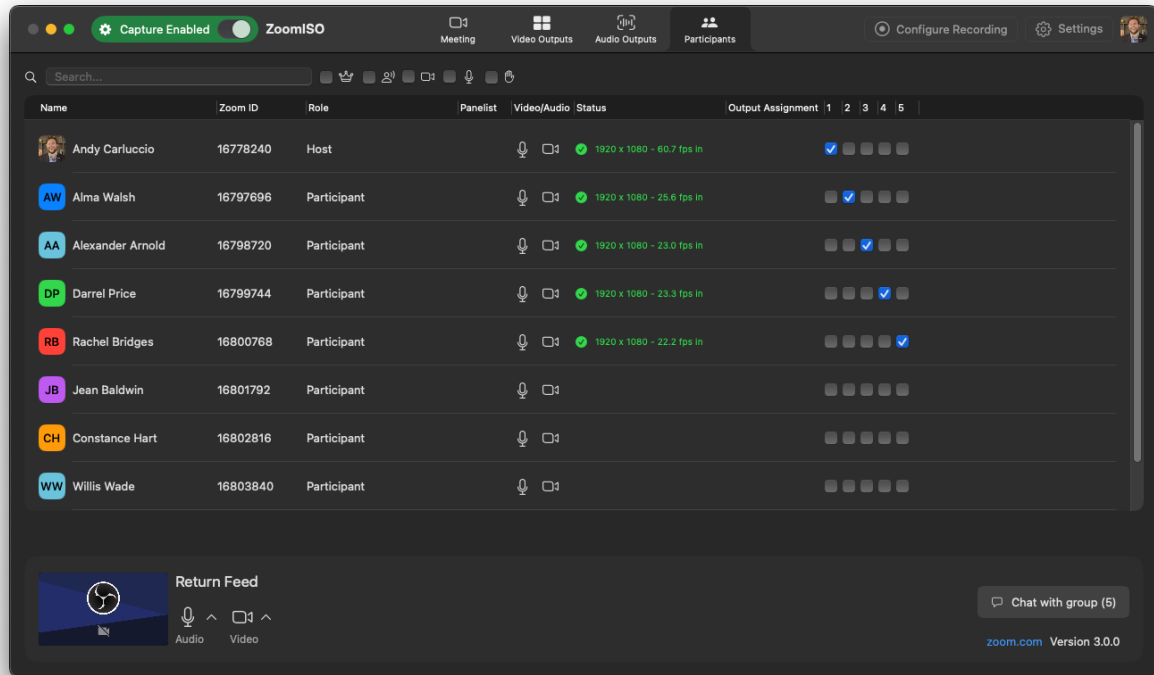 Capture Enabled ZoomISO Meeting Video Outputs Audio Outputs Participants Configure Recording Settings
Search...
Name Zoom ID Role Panelist Video/Audio Status Output Assignment 1 2 3 4 5
Andy Carluccio 16778240 Host 1920 x 1080 - 60.7 fps in
AW Alma Walsh 16797696 Participant 1920 x 1080 - 25.6 fps in
AA Alexander Arnold 16798720 Participant 1920 x 1080 - 23.0 fps in
DP Darrel Price 16799744 Participant 1920 x 1080 - 23.3 fps in
RB Rachel Bridges 16800768 Participant 1920 x 1080 - 22.2 fps in
JB Jean Baldwin 16801792 Participant
CH Constance Hart 16802816 Participant
WW Willis Wade 16803840 Participant
Return Feed
Chat with group (5)
Audio Video
zoom.com Version 3.0.0